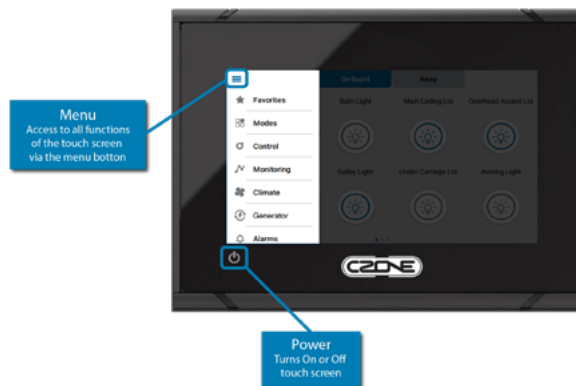 Menu
Access to all functions
of the touch screen
via the menu botton
Favorites
Modes
Control
Monitoring
Climate
Generator
Alarms
On Board
Away
Bath Light
Main Ceiling Lts
Overhead Accent Lts
Galley Light
Under Carriage Lts
Awning Light
CZONE
Power
Turns On or Off
touch screen